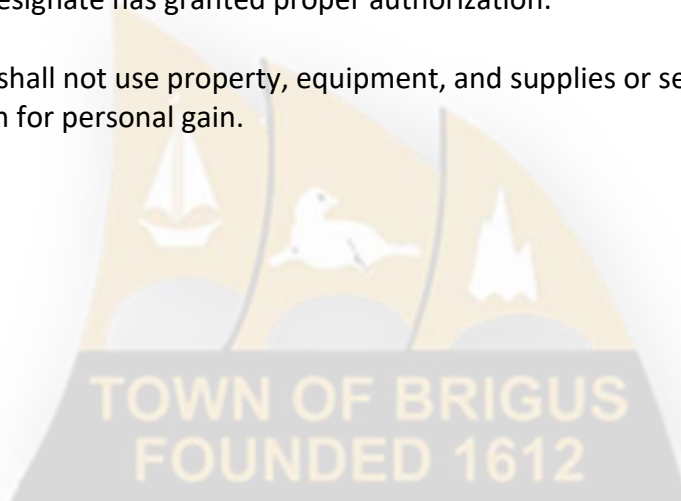 esignate has granted proper authorization.
shall not use property, equipment, and supplies or se
for personal gain.
TOWN OF BRIGUS
FOUNDED 1612